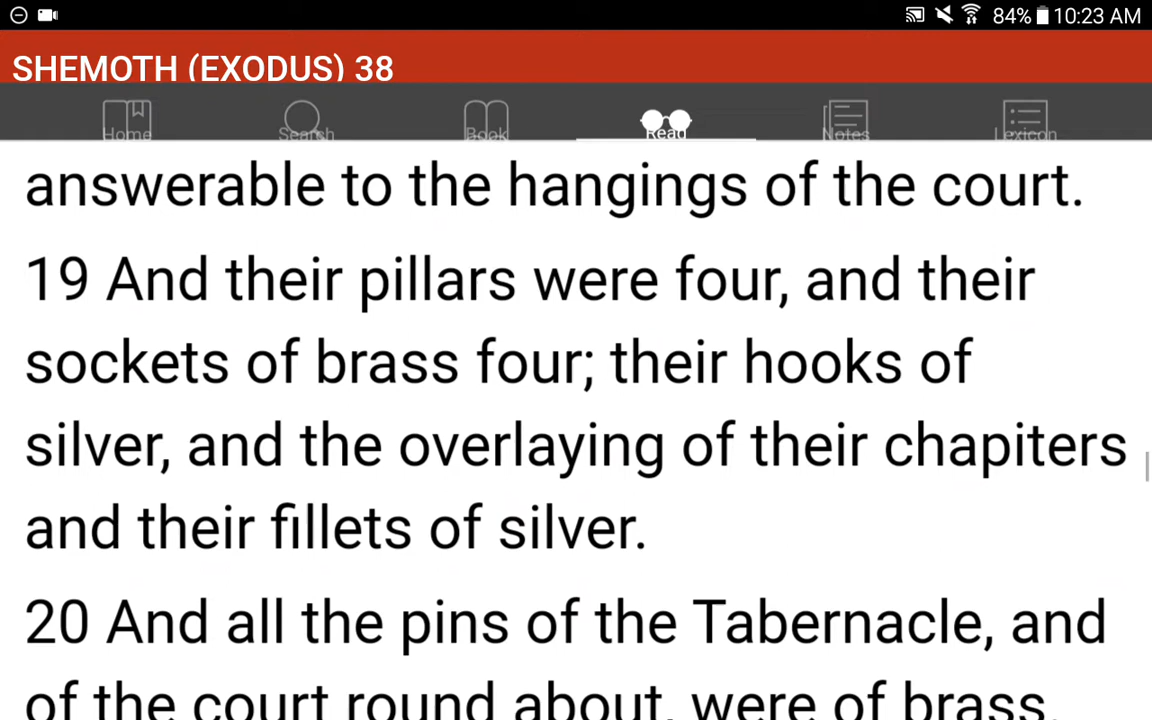 84% 10:23 AM
SHEMOTH (EXODUS) 38
Home Search Book Read Notes Lexicon
answerable to the hangings of the court.
19 And their pillars were four, and their
sockets of brass four; their hooks of
silver, and the overlaying of their chapiters
and their fillets of silver.
20 And all the pins of the Tabernacle, and
of the court round about, were of brass.